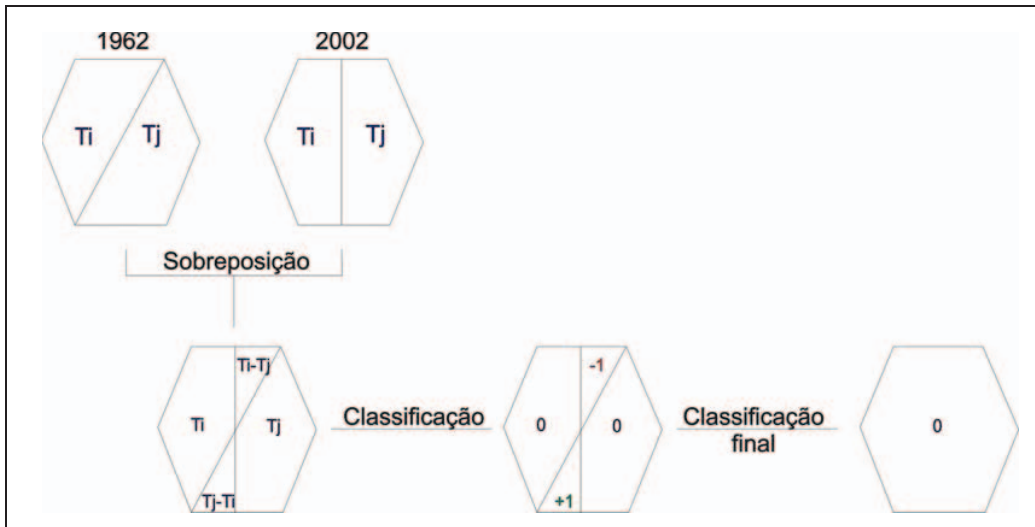 1962 2002
Ti Tj Ti Tj
Sobreposição
Ti-Tj
Ti Tj
Tj-Ti
Classificação
-1
0 0
+1
Classificação
final
0